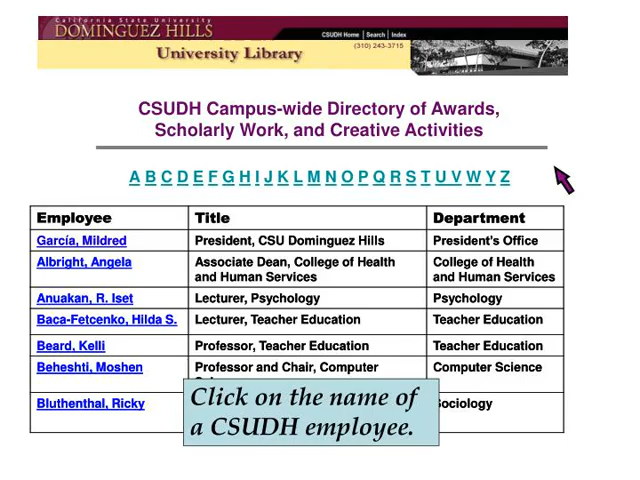 California State University
DOMINGUEZ HILLS
CSUDH Home | Search | Index
University Library
(310) 243-3715
CSUDH Campus-wide Directory of Awards,
Scholarly Work, and Creative Activities
A B C D E F G H I J K L M N O P Q R S T U V W Y Z
Employee Title Department
García, Mildred President, CSU Dominguez Hills President's Office
Albright, Angela Associate Dean, College of Health College of Health
and Human Services and Human Services
Anuakan, R. Iset Lecturer, Psychology Psychology
Baca-Fetcenko, Hilda S. Lecturer, Teacher Education Teacher Education
Beard, Kelli Professor, Teacher Education Teacher Education
Beheshti, Moshen Professor and Chair, Computer Computer Science
Bluthenthal, Ricky Sociology
Click on the name of
a CSUDH employee.